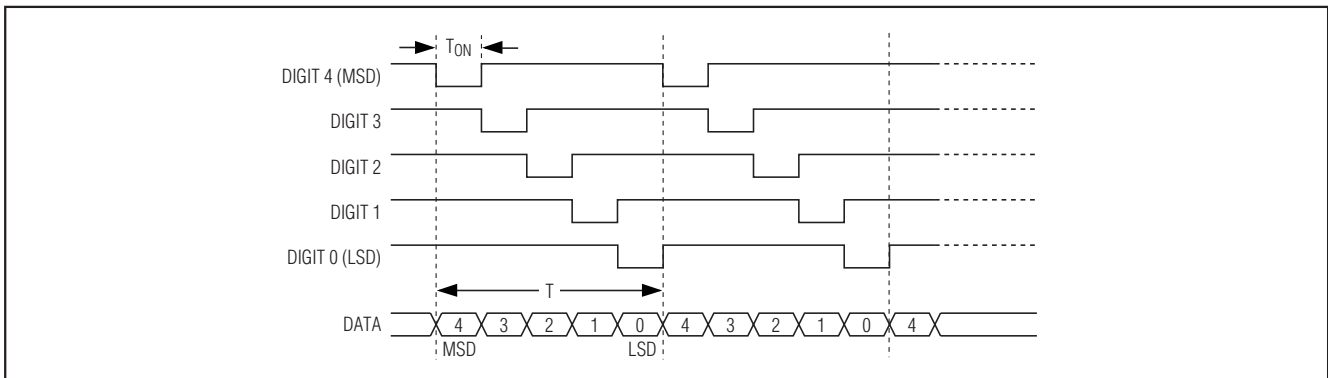 TON
DIGIT 4 (MSD)
DIGIT 3
DIGIT 2
DIGIT 1
DIGIT 0 (LSD)
T
DATA 4 3 2 1 0 4 3 2 1 0 4
MSD LSD